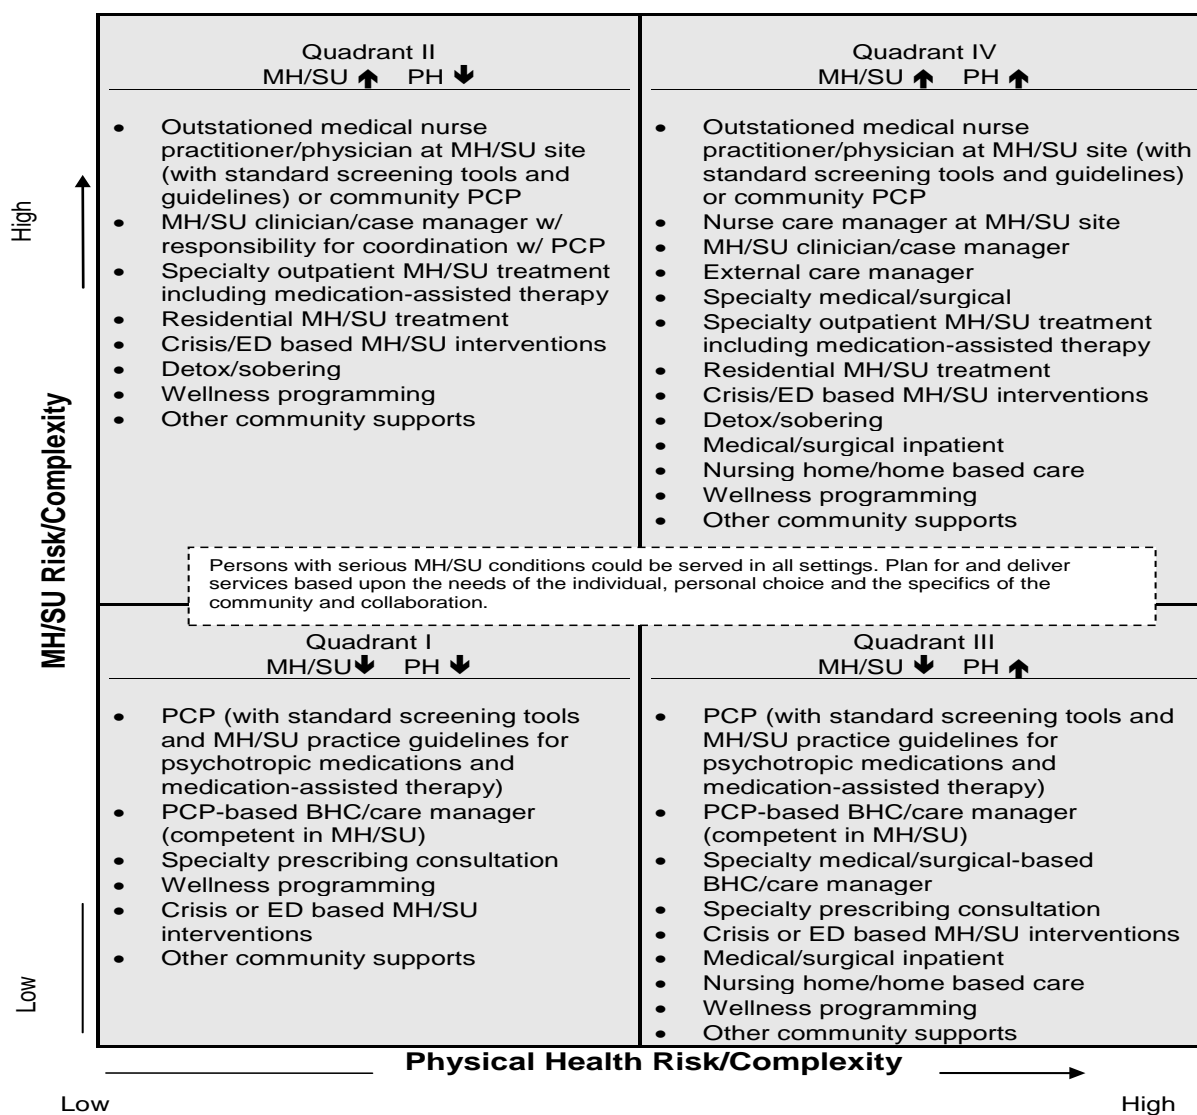 Quadrant II
MH/SU 🡅 PH 🡇
• Outstationed medical nurse
practitioner/physician at MH/SU site
(with standard screening tools and
guidelines) or community PCP
• MH/SU clinician/case manager w/
responsibility for coordination w/ PCP
• Specialty outpatient MH/SU treatment
including medication-assisted therapy
• Residential MH/SU treatment
• Crisis/ED based MH/SU interventions
• Detox/sobering
• Wellness programming
• Other community supports
Quadrant IV
MH/SU 🡅 PH 🡅
• Outstationed medical nurse
practitioner/physician at MH/SU site (with
standard screening tools and guidelines)
or community PCP
• Nurse care manager at MH/SU site
• MH/SU clinician/case manager
• External care manager
• Specialty medical/surgical
• Specialty outpatient MH/SU treatment
including medication-assisted therapy
• Residential MH/SU treatment
• Crisis/ED based MH/SU interventions
• Detox/sobering
• Medical/surgical inpatient
• Nursing home/home based care
• Wellness programming
• Other community supports
Persons with serious MH/SU conditions could be served in all settings. Plan for and deliver
services based upon the needs of the individual, personal choice and the specifics of the
community and collaboration.
Quadrant I
MH/SU🡇 PH 🡇
• PCP (with standard screening tools
and MH/SU practice guidelines for
psychotropic medications and
medication-assisted therapy)
• PCP-based BHC/care manager
(competent in MH/SU)
• Specialty prescribing consultation
• Wellness programming
• Crisis or ED based MH/SU
interventions
• Other community supports
Quadrant III
MH/SU 🡇 PH 🡅
• PCP (with standard screening tools and
MH/SU practice guidelines for
psychotropic medications and
medication-assisted therapy)
• PCP-based BHC/care manager
(competent in MH/SU)
• Specialty medical/surgical-based
BHC/care manager
• Specialty prescribing consultation
• Crisis or ED based MH/SU interventions
• Medical/surgical inpatient
• Nursing home/home based care
• Wellness programming
• Other community supports
High
MH/SU Risk/Complexity
Low
Physical Health Risk/Complexity
Low
High